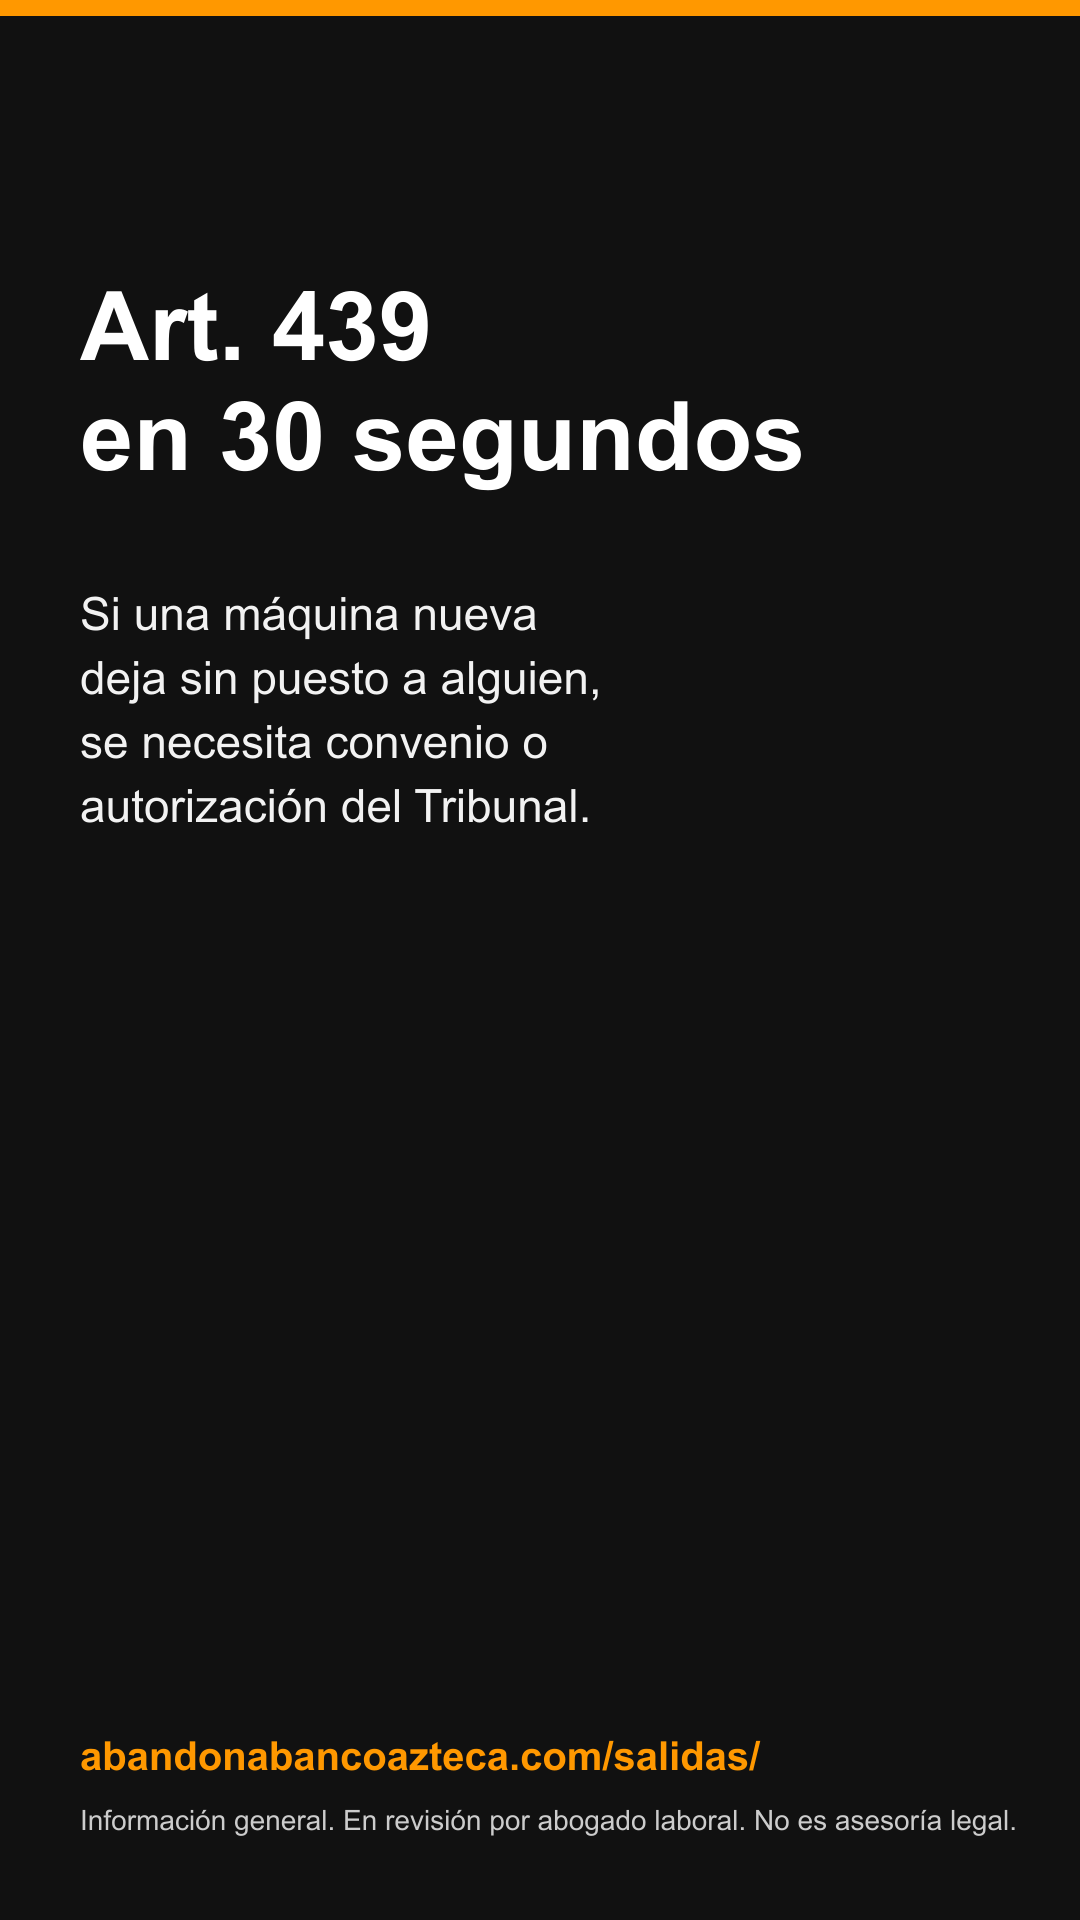 Art. 439
en 30 segundos
Si una máquina nueva
deja sin puesto a alguien,
se necesita convenio o
autorización del Tribunal.
abandonabancoazteca.com/salidas/
Información general. En revisión por abogado laboral. No es asesoría legal.